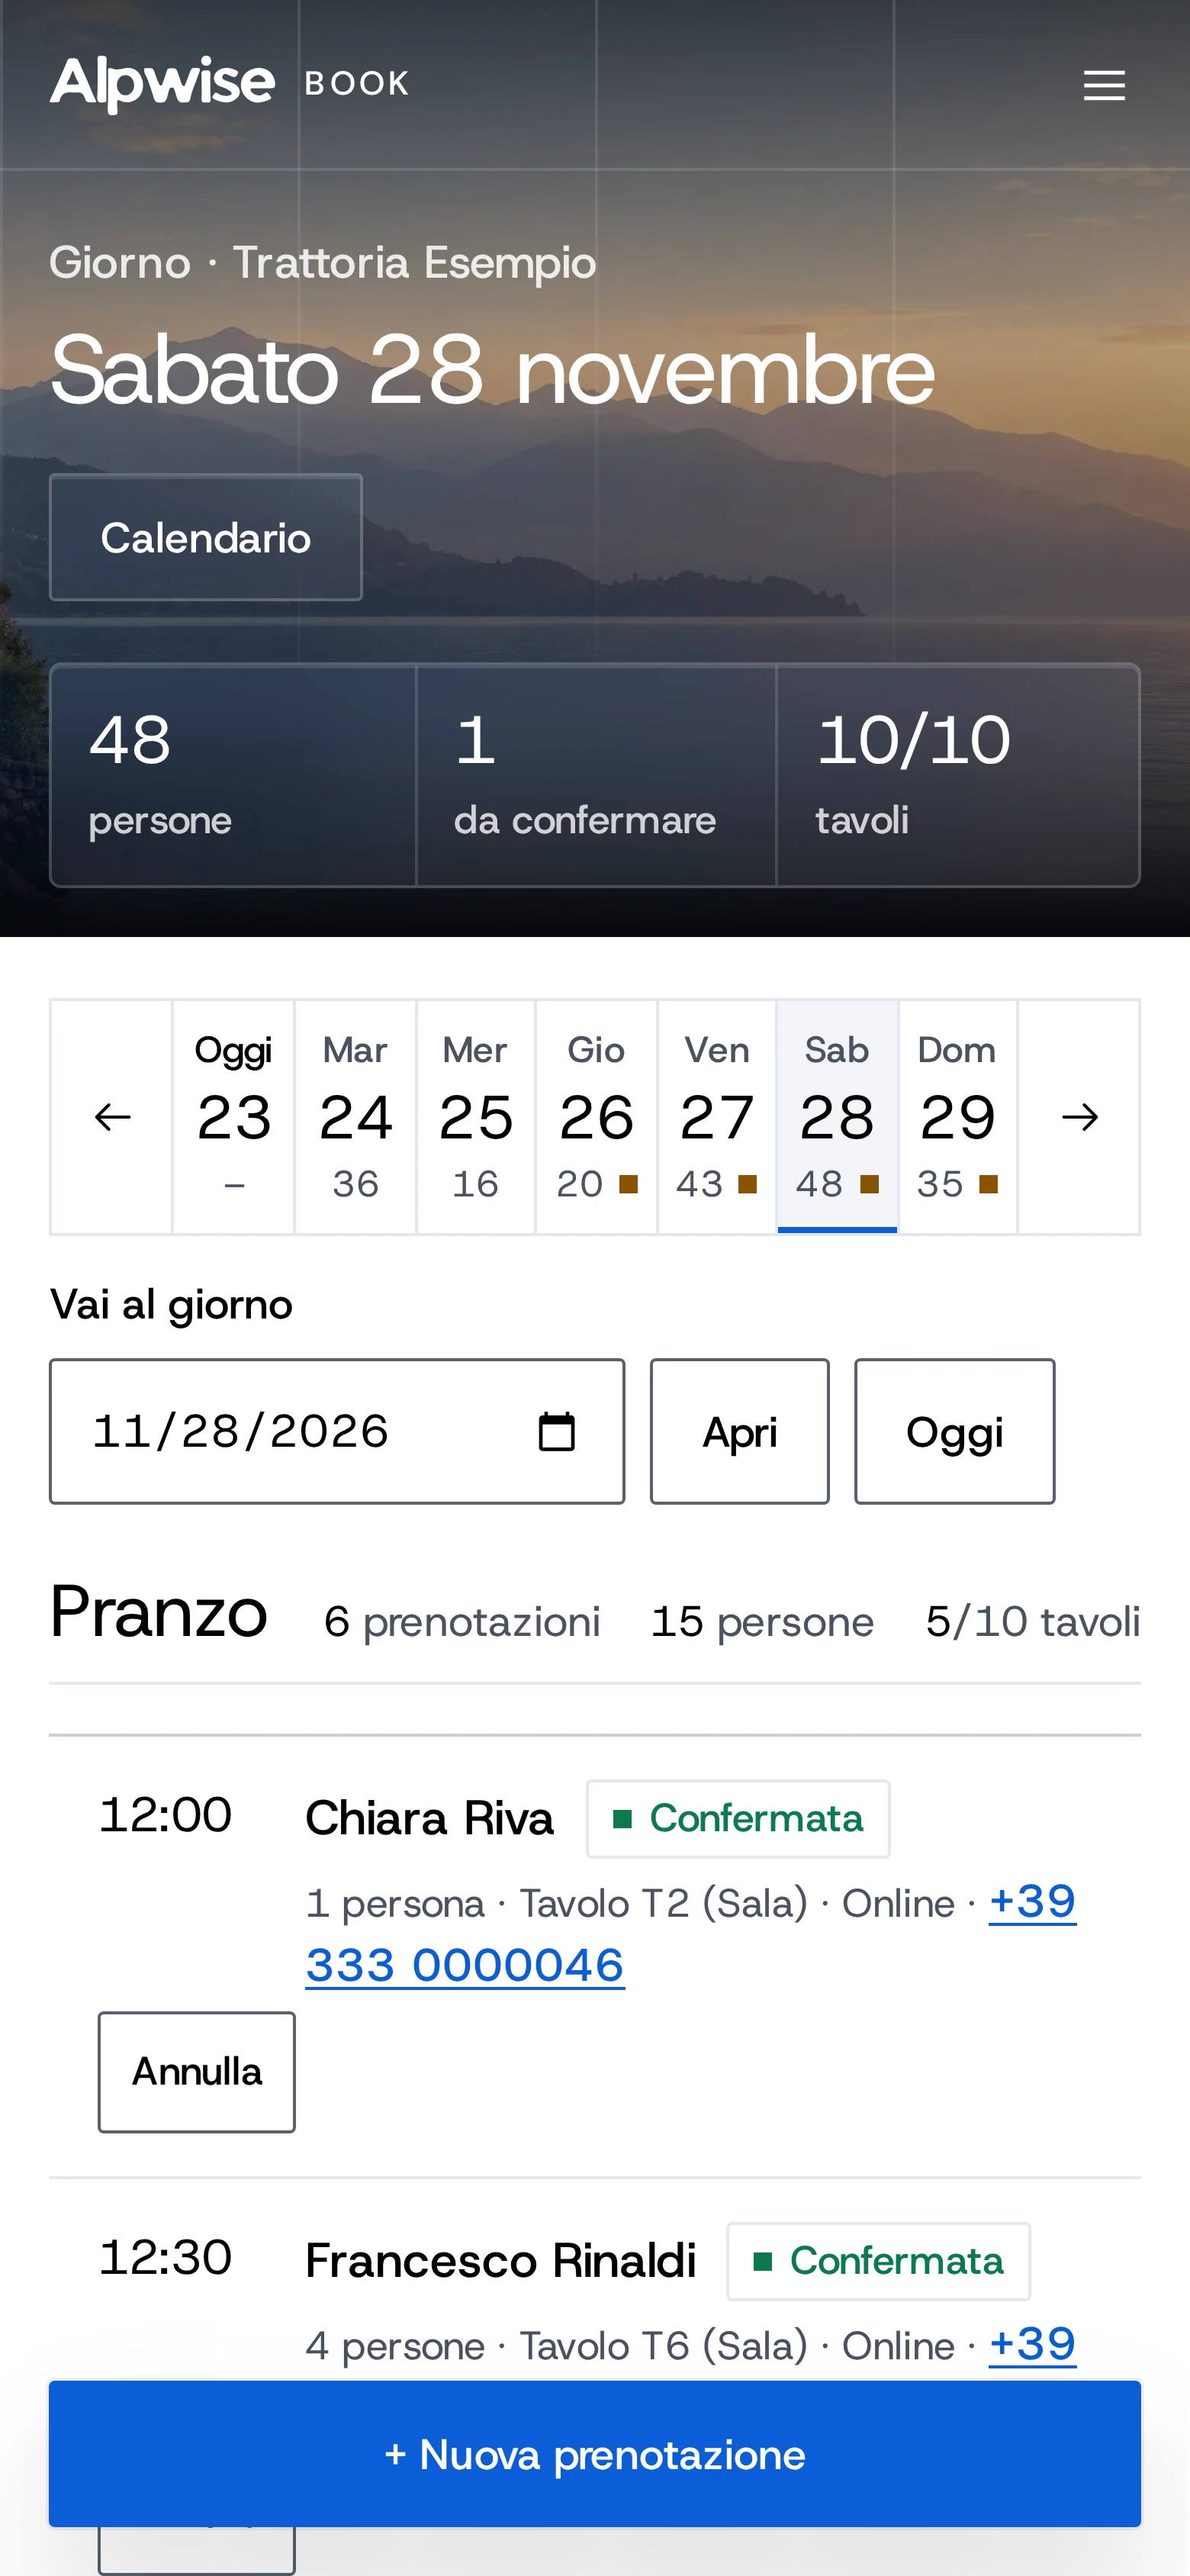 Alpwise BOOK
Giorno · Trattoria Esempio
Sabato 28 novembre
Calendario
48 1 10/10
persone da confermare tavoli
Oggi Mar Mer Gio Ven Sab Dom
← 23 24 25 26 27 28 29 →
– 36 16 20 43 48 35
Vai al giorno
11/28/2026 Apri Oggi
Pranzo 6 prenotazioni 15 persone 5/10 tavoli
12:00 Chiara Riva Confermata
1 persona · Tavolo T2 (Sala) · Online · +39
333 0000046
Annulla
12:30 Francesco Rinaldi Confermata
4 persone · Tavolo T6 (Sala) · Online · +39
+ Nuova prenotazione